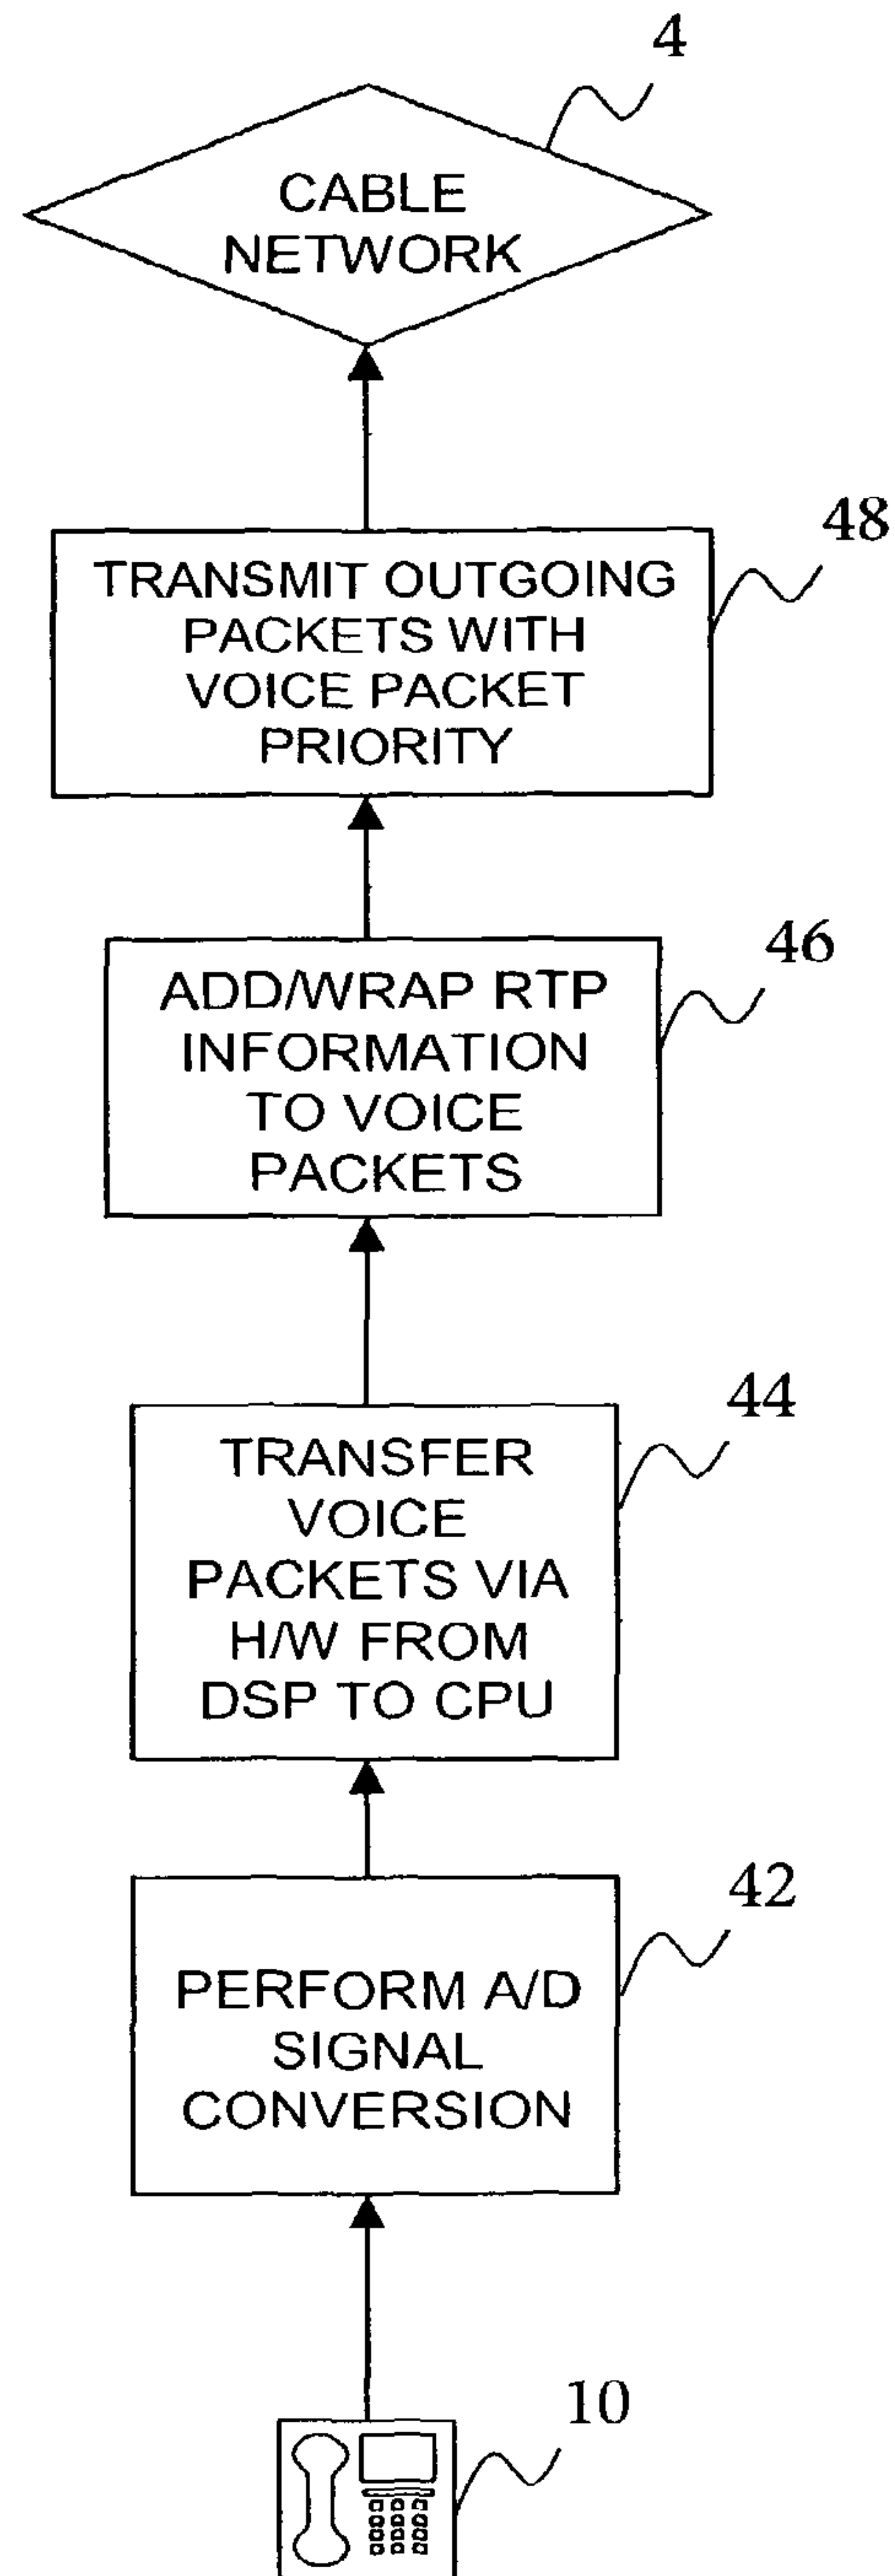 4
CABLE
NETWORK
48
TRANSMIT OUTGOING
PACKETS WITH
VOICE PACKET
PRIORITY
46
ADD/WRAP RTP
INFORMATION
TO VOICE
PACKETS
44
TRANSFER
VOICE
PACKETS VIA
H/W FROM
DSP TO CPU
42
PERFORM A/D
SIGNAL
CONVERSION
10